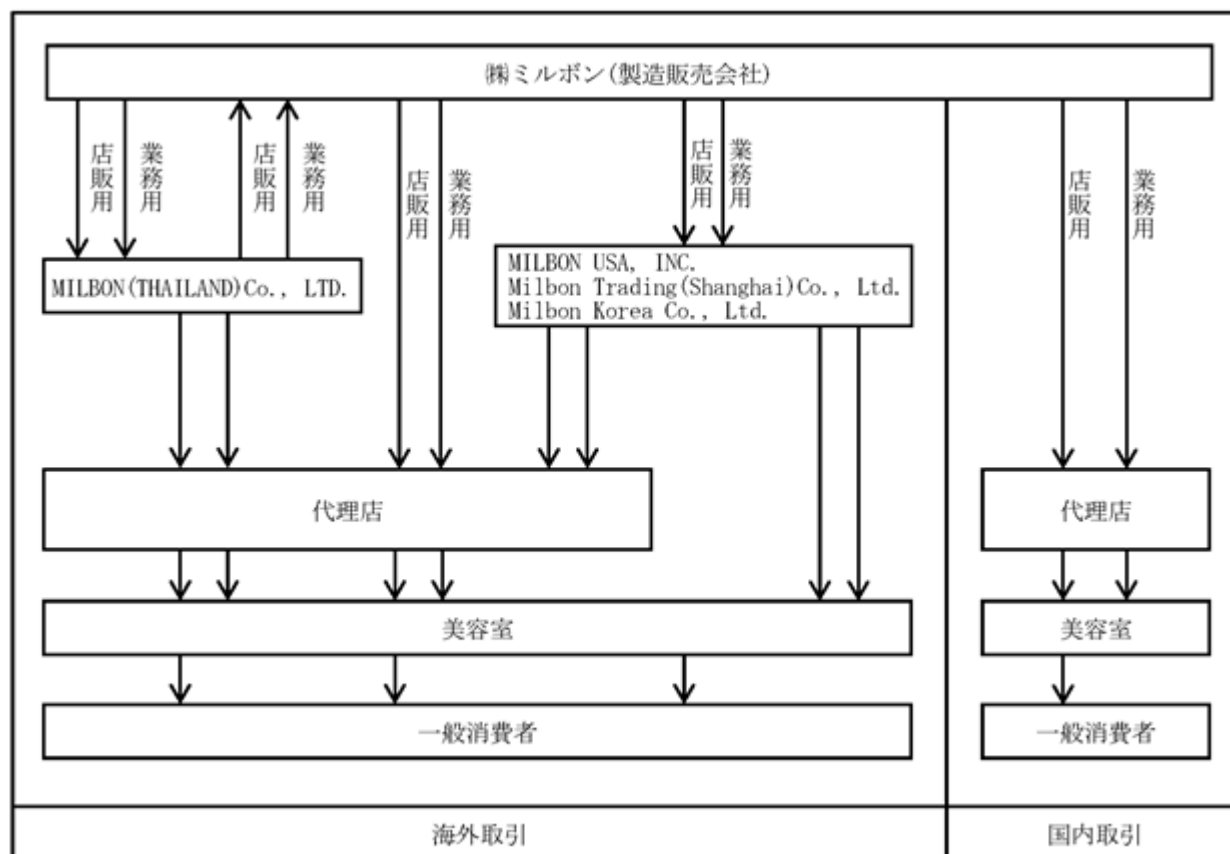 ㈱ミルボン(製造販売会社)
店販用
業務用
店販用
業務用
店販用
業務用
店販用
業務用
店販用
業務用
MILBON(THAILAND)Co., LTD.
MILBON USA, INC.
Milbon Trading(Shanghai)Co., Ltd.
Milbon Korea Co., Ltd.
代理店
代理店
美容室
美容室
一般消費者
一般消費者
海外取引
国内取引